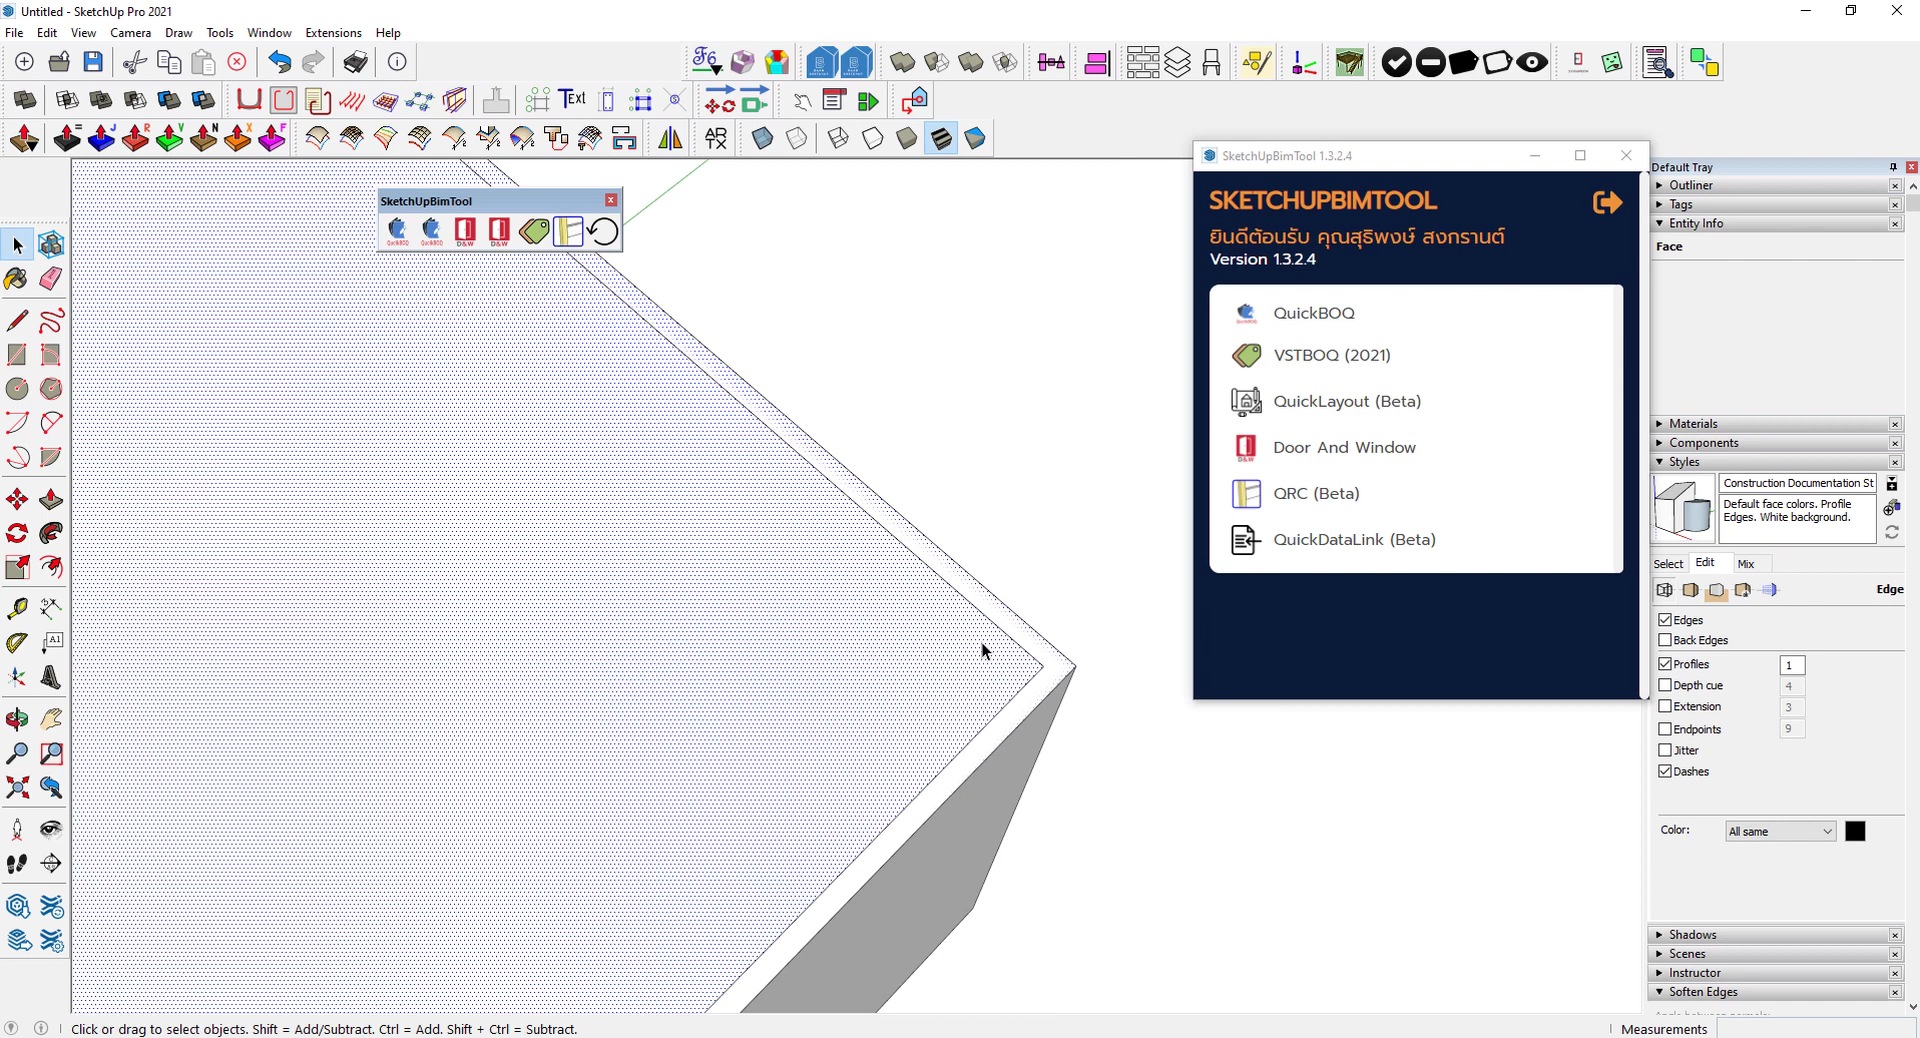 Untitled - SketchUp Pro 2021
File Edit View Camera Draw Tools Window Extensions Help
Text
AR
TX
SketchUpBimTool
QuickBOQ QuickBOQ D&W D&W
A1
SketchUpBimTool 1.3.2.4
SKETCHUPBIMTOOL
ยินดีต้อนรับ คุณสุธิพงษ์ สงกรานต์
Version 1.3.2.4
QuickBOQ
VSTBOQ (2021)
QuickLayout (Beta)
D&W
Door And Window
QRC (Beta)
QuickDataLink (Beta)
Default Tray
Outliner
Tags
Entity Info
Face
Materials
Components
Styles
Construction Documentation St
Default face colors. Profile
Edges. White background.
Select Edit Mix
Edge
Edges
Back Edges
Profiles 1
Depth cue 4
Extension 3
Endpoints 9
Jitter
Dashes
Color: All same
Shadows
Scenes
Instructor
Soften Edges
Click or drag to select objects. Shift = Add/Subtract. Ctrl = Add. Shift + Ctrl = Subtract.
Measurements